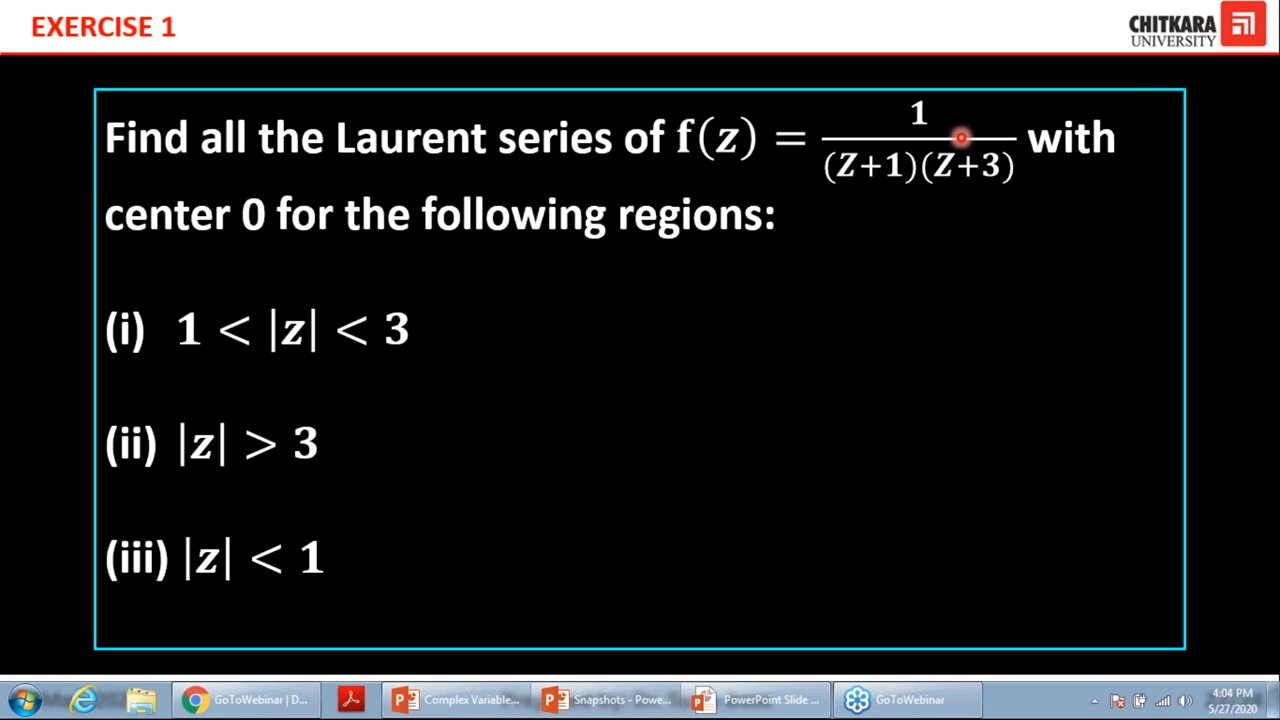 EXERCISE 1
CHITKARA
UNIVERSITY
Find all the Laurent series of f(z) = 1/((Z+1)(Z+3)) with
center 0 for the following regions:
(i) 1 < |z| < 3
(ii) |z| > 3
(iii) |z| < 1
GoToWebinar | D...
Complex Variable...
Snapshots - Powe...
PowerPoint Slide ...
GoToWebinar
4:04 PM
5/27/2020